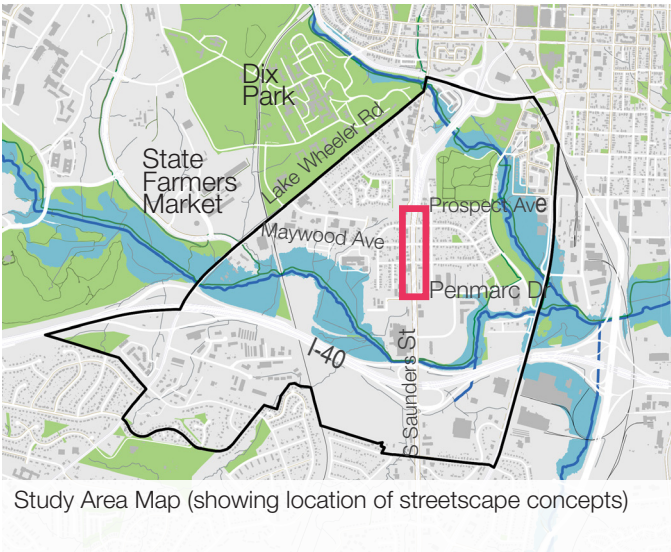 Dix
Park
Lake Wheeler Rd
State
Farmers
Market
Prospect Ave
Maywood Ave
Penmarc Dr
I-40
S Saunders St
Study Area Map (showing location of streetscape concepts)